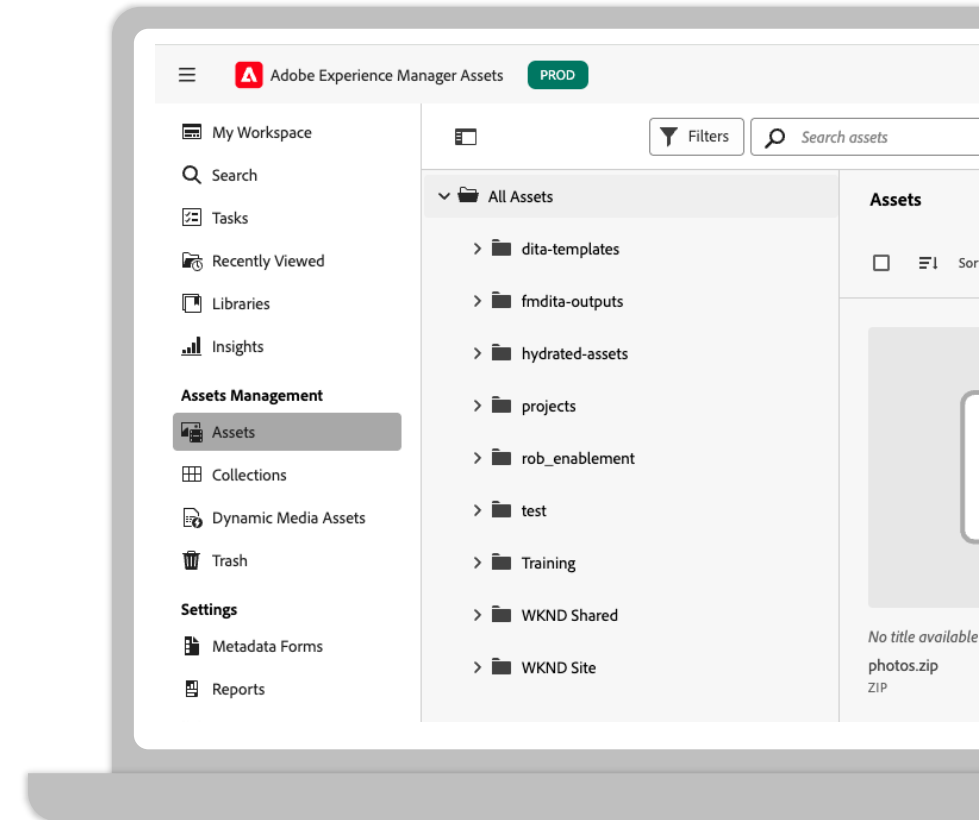 Adobe Experience Manager Assets
PROD
My Workspace
Search
Tasks
Recently Viewed
Libraries
Insights
Assets Management
Assets
Collections
Dynamic Media Assets
Trash
Settings
Metadata Forms
Reports
Filters
Search assets
All Assets
dita-templates
fmdita-outputs
hydrated-assets
projects
rob_enablement
test
Training
WKND Shared
WKND Site
Assets
Sor
No title available
photos.zip
ZIP